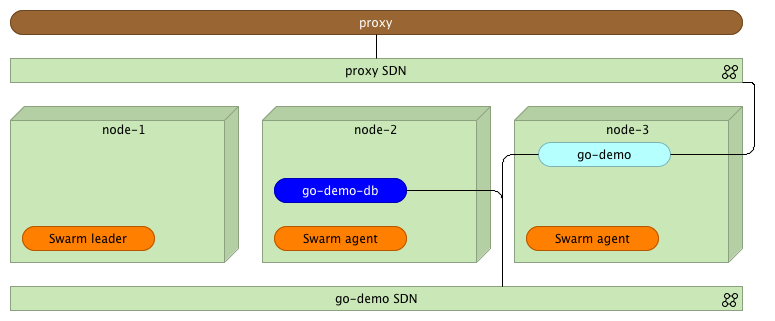 proxy
proxy SDN
node-1
node-2
node-3
go-demo
go-demo-db
Swarm leader
Swarm agent
Swarm agent
go-demo SDN